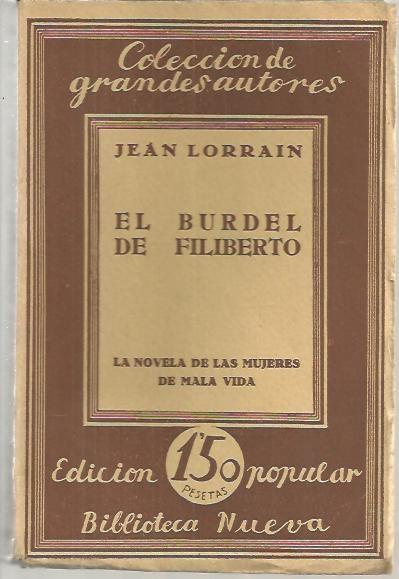 Coleccion de
grandes autores
JEAN LORRAIN
EL BURDEL
DE FILIBERTO
LA NOVELA DE LAS MUJERES
DE MALA VIDA
Edicion 1'50 popular
PESETAS
Biblioteca Nueva